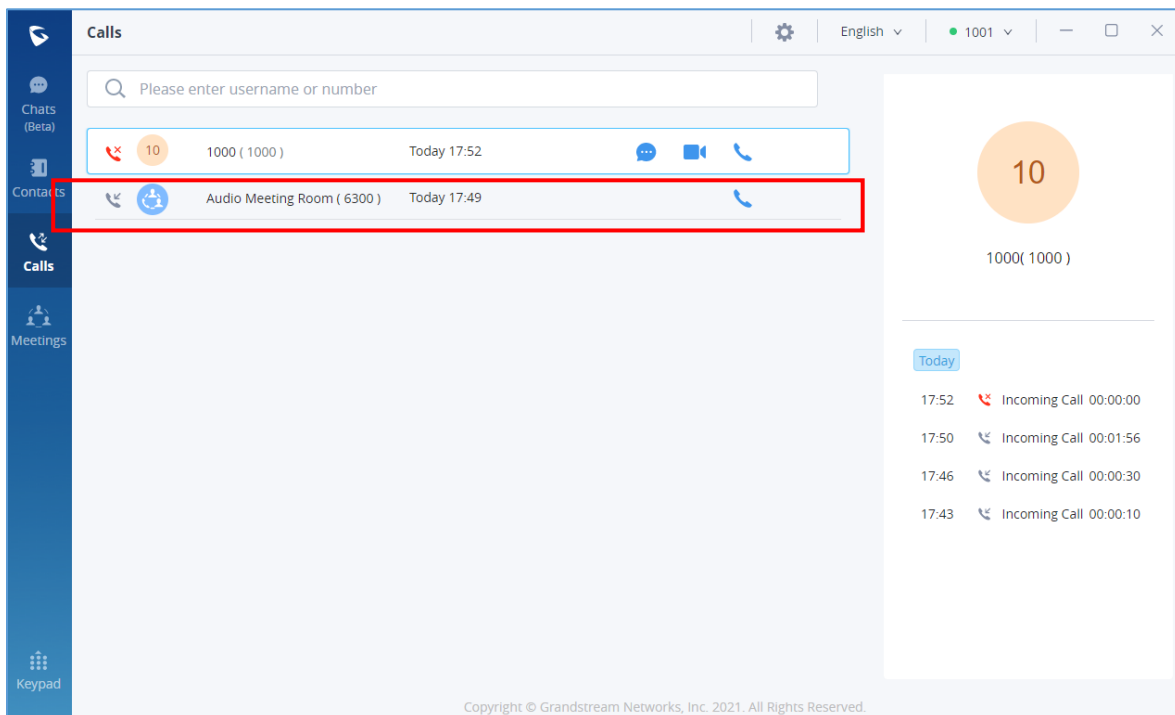 Calls
English
1001
Chats
(Beta)
Contacts
Calls
Meetings
Keypad
Please enter username or number
10 1000 ( 1000 ) Today 17:52
Audio Meeting Room ( 6300 ) Today 17:49
10
1000( 1000 )
Today
17:52 Incoming Call 00:00:00
17:50 Incoming Call 00:01:56
17:46 Incoming Call 00:00:30
17:43 Incoming Call 00:00:10
Copyright © Grandstream Networks, Inc. 2021. All Rights Reserved.